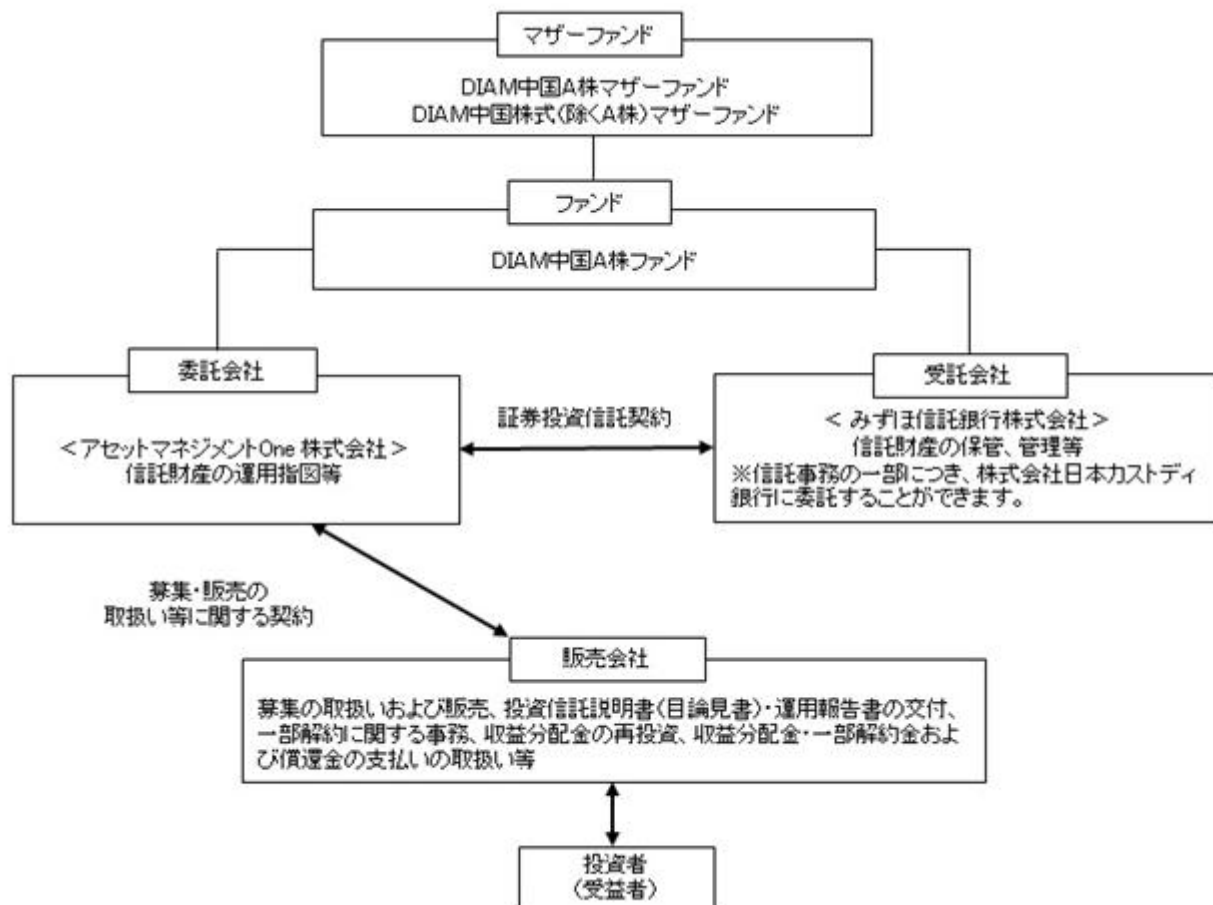 マザーファンド
DIAM中国A株マザーファンド
DIAM中国株式(除くA株)マザーファンド
ファンド
DIAM中国A株ファンド
委託会社
<アセットマネジメントOne 株式会社>
信託財産の運用指図等
証券投資信託契約
受託会社
< みずほ信託銀行株式会社>
信託財産の保管、管理等
※信託事務の一部につき、株式会社日本カストディ
銀行に委託することができます。
募集・販売の
取扱い等に関する契約
販売会社
募集の取扱いおよび販売、投資信託説明書(目論見書)・運用報告書の交付、
一部解約に関する事務、収益分配金の再投資、収益分配金・一部解約金およ
び償還金の支払いの取扱い等
投資者
(受益者)